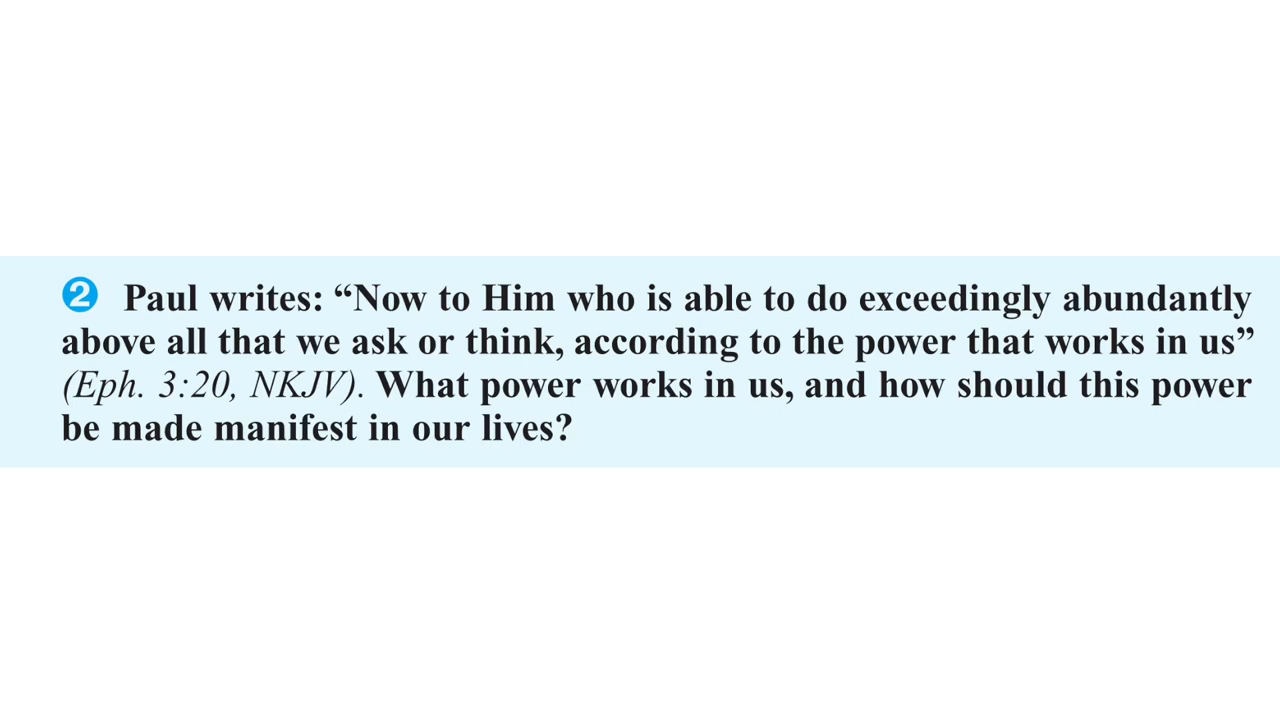 2 Paul writes: “Now to Him who is able to do exceedingly abundantly
above all that we ask or think, according to the power that works in us”
(Eph. 3:20, NKJV). What power works in us, and how should this power
be made manifest in our lives?